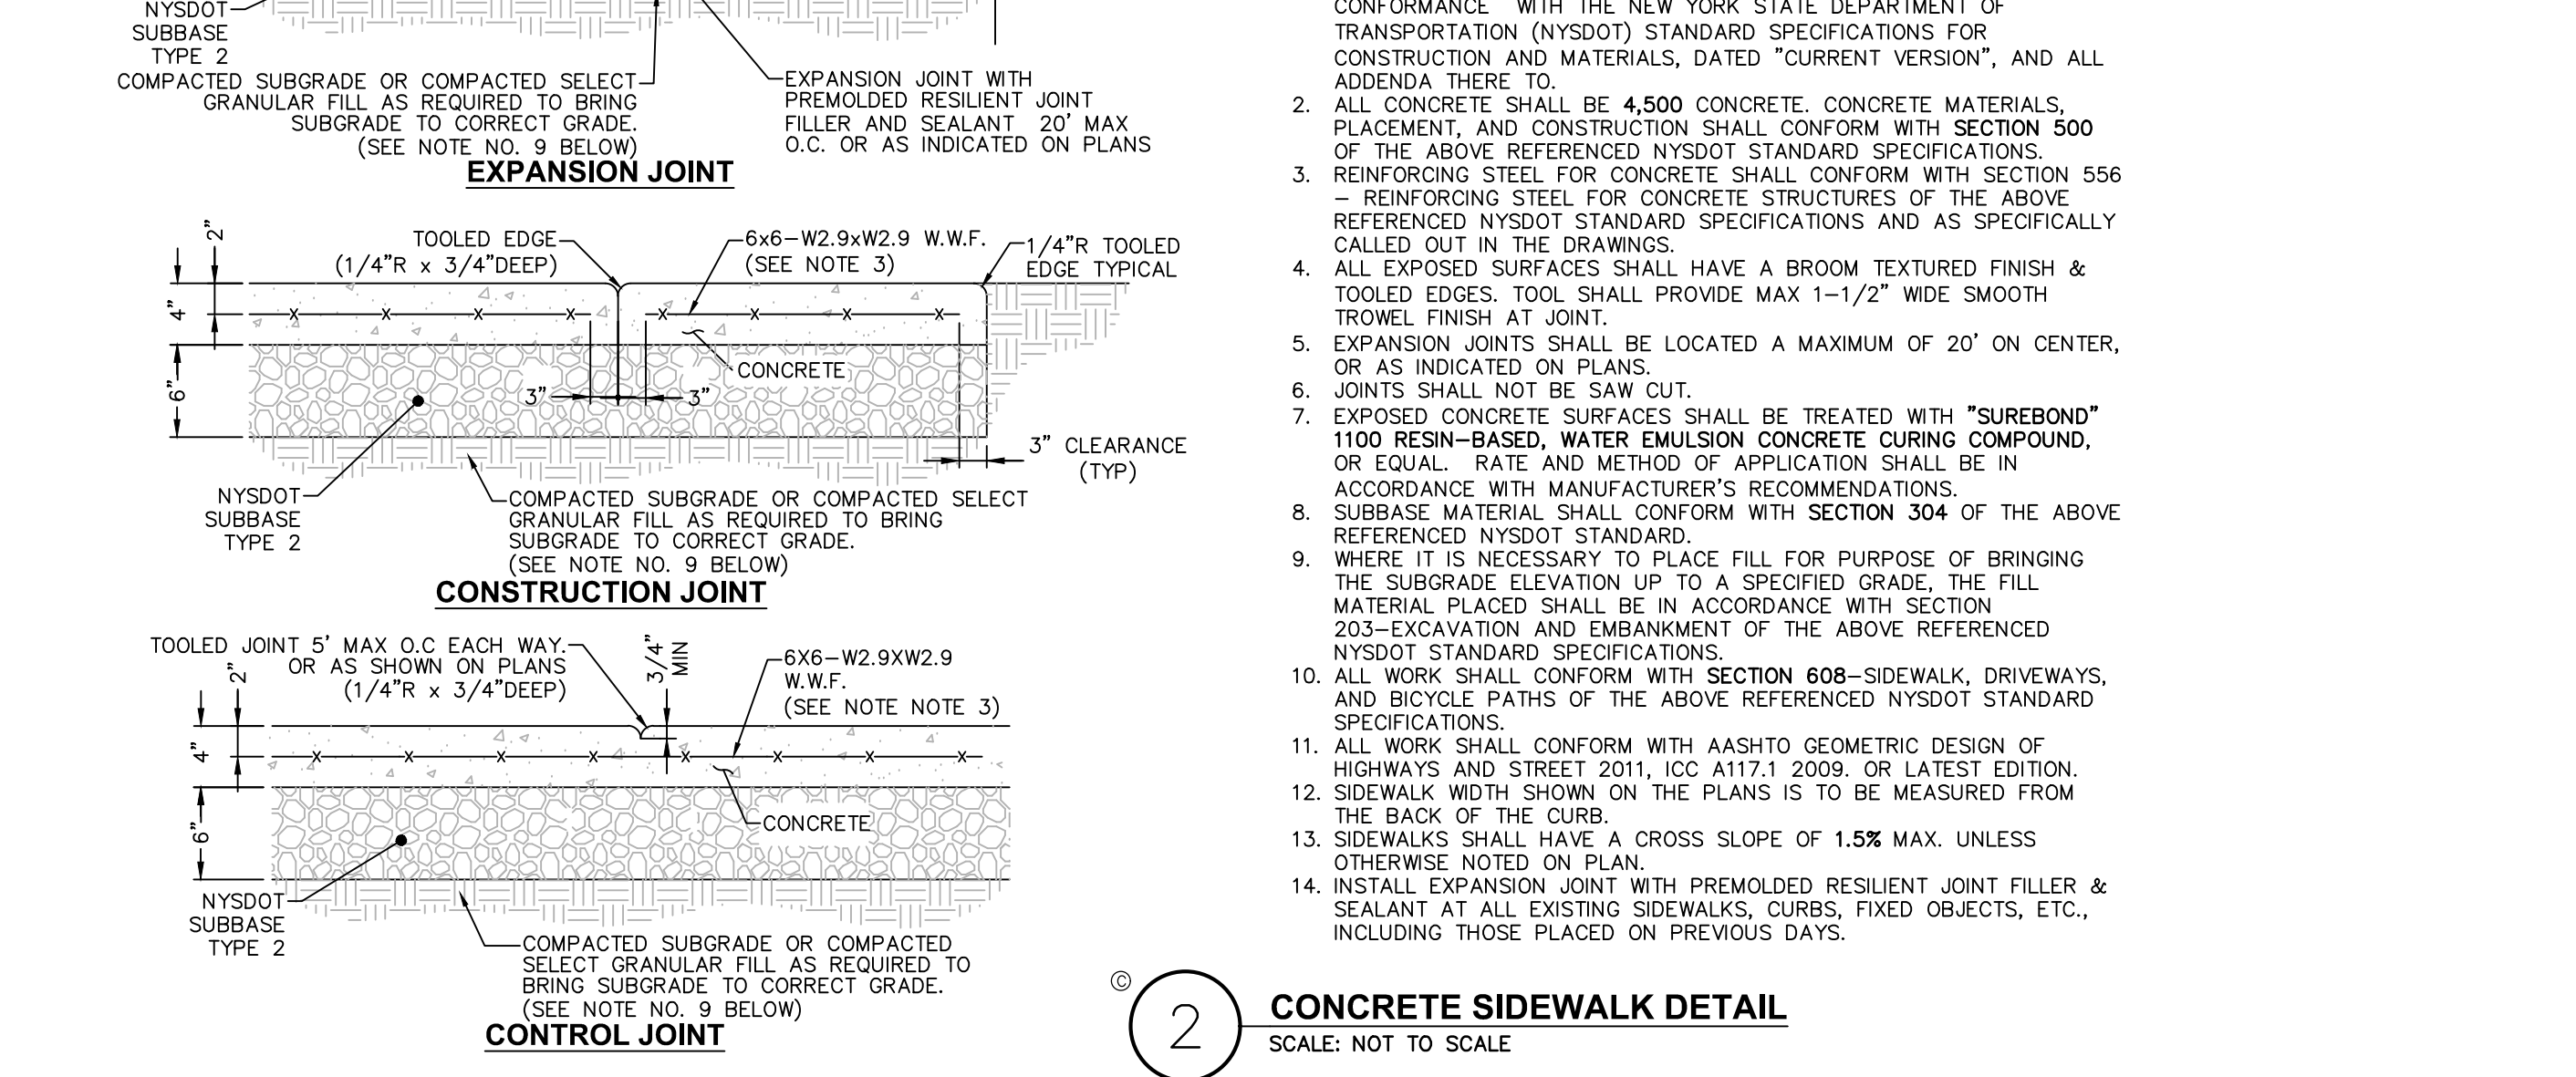 NYSDOT
SUBBASE
TYPE 2
COMPACTED SUBGRADE OR COMPACTED SELECT
GRANULAR FILL AS REQUIRED TO BRING
SUBGRADE TO CORRECT GRADE.
(SEE NOTE NO. 9 BELOW)
EXPANSION JOINT WITH
PREMOLDED RESILIENT JOINT
FILLER AND SEALANT 20' MAX
O.C. OR AS INDICATED ON PLANS
EXPANSION JOINT
2"
4"
6"
TOOLED EDGE
(1/4"R x 3/4"DEEP)
6x6-W2.9xW2.9 W.W.F.
(SEE NOTE 3)
1/4"R TOOLED
EDGE TYPICAL
CONCRETE
3"
3"
3" CLEARANCE
(TYP)
NYSDOT
SUBBASE
TYPE 2
COMPACTED SUBGRADE OR COMPACTED SELECT
GRANULAR FILL AS REQUIRED TO BRING
SUBGRADE TO CORRECT GRADE.
(SEE NOTE NO. 9 BELOW)
CONSTRUCTION JOINT
TOOLED JOINT 5' MAX O.C EACH WAY.
OR AS SHOWN ON PLANS
(1/4"R x 3/4"DEEP)
2"
4"
6"
3/4"
MIN
6X6-W2.9XW2.9
W.W.F.
(SEE NOTE NOTE 3)
CONCRETE
NYSDOT
SUBBASE
TYPE 2
COMPACTED SUBGRADE OR COMPACTED
SELECT GRANULAR FILL AS REQUIRED TO
BRING SUBGRADE TO CORRECT GRADE.
(SEE NOTE NO. 9 BELOW)
CONTROL JOINT
CONFORMANCE WITH THE NEW YORK STATE DEPARTMENT OF
TRANSPORTATION (NYSDOT) STANDARD SPECIFICATIONS FOR
CONSTRUCTION AND MATERIALS, DATED "CURRENT VERSION", AND ALL
ADDENDA THERE TO.
2. ALL CONCRETE SHALL BE 4,500 CONCRETE. CONCRETE MATERIALS,
PLACEMENT, AND CONSTRUCTION SHALL CONFORM WITH SECTION 500
OF THE ABOVE REFERENCED NYSDOT STANDARD SPECIFICATIONS.
3. REINFORCING STEEL FOR CONCRETE SHALL CONFORM WITH SECTION 556
- REINFORCING STEEL FOR CONCRETE STRUCTURES OF THE ABOVE
REFERENCED NYSDOT STANDARD SPECIFICATIONS AND AS SPECIFICALLY
CALLED OUT IN THE DRAWINGS.
4. ALL EXPOSED SURFACES SHALL HAVE A BROOM TEXTURED FINISH &
TOOLED EDGES. TOOL SHALL PROVIDE MAX 1-1/2" WIDE SMOOTH
TROWEL FINISH AT JOINT.
5. EXPANSION JOINTS SHALL BE LOCATED A MAXIMUM OF 20' ON CENTER,
OR AS INDICATED ON PLANS.
6. JOINTS SHALL NOT BE SAW CUT.
7. EXPOSED CONCRETE SURFACES SHALL BE TREATED WITH "SUREBOND"
1100 RESIN-BASED, WATER EMULSION CONCRETE CURING COMPOUND,
OR EQUAL. RATE AND METHOD OF APPLICATION SHALL BE IN
ACCORDANCE WITH MANUFACTURER'S RECOMMENDATIONS.
8. SUBBASE MATERIAL SHALL CONFORM WITH SECTION 304 OF THE ABOVE
REFERENCED NYSDOT STANDARD.
9. WHERE IT IS NECESSARY TO PLACE FILL FOR PURPOSE OF BRINGING
THE SUBGRADE ELEVATION UP TO A SPECIFIED GRADE, THE FILL
MATERIAL PLACED SHALL BE IN ACCORDANCE WITH SECTION
203-EXCAVATION AND EMBANKMENT OF THE ABOVE REFERENCED
NYSDOT STANDARD SPECIFICATIONS.
10. ALL WORK SHALL CONFORM WITH SECTION 608-SIDEWALK, DRIVEWAYS,
AND BICYCLE PATHS OF THE ABOVE REFERENCED NYSDOT STANDARD
SPECIFICATIONS.
11. ALL WORK SHALL CONFORM WITH AASHTO GEOMETRIC DESIGN OF
HIGHWAYS AND STREET 2011, ICC A117.1 2009. OR LATEST EDITION.
12. SIDEWALK WIDTH SHOWN ON THE PLANS IS TO BE MEASURED FROM
THE BACK OF THE CURB.
13. SIDEWALKS SHALL HAVE A CROSS SLOPE OF 1.5% MAX. UNLESS
OTHERWISE NOTED ON PLAN.
14. INSTALL EXPANSION JOINT WITH PREMOLDED RESILIENT JOINT FILLER &
SEALANT AT ALL EXISTING SIDEWALKS, CURBS, FIXED OBJECTS, ETC.,
INCLUDING THOSE PLACED ON PREVIOUS DAYS.
©
2
CONCRETE SIDEWALK DETAIL
SCALE: NOT TO SCALE